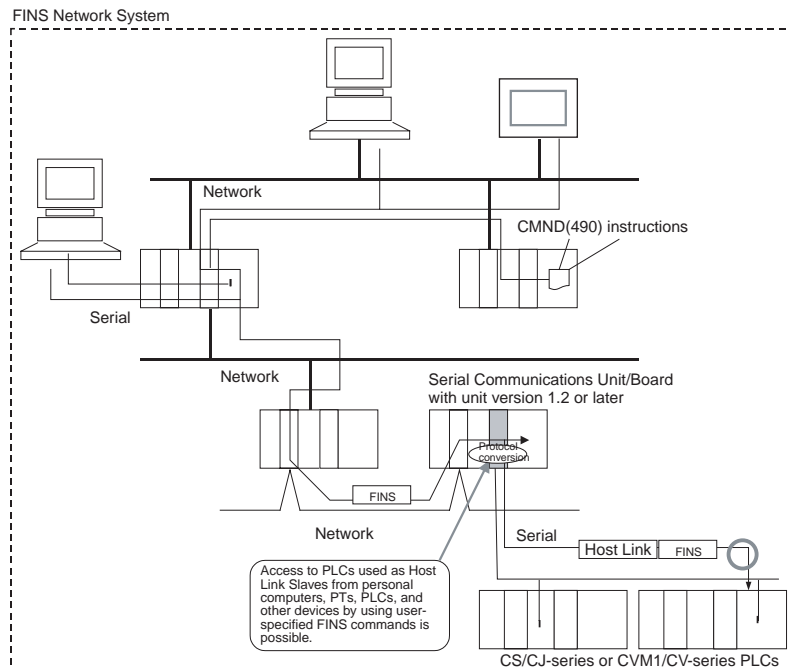 FINS Network System
Network
CMND(490) instructions
Serial
Network
Serial Communications Unit/Board
with unit version 1.2 or later
Protocol
conversion
FINS
Network
Serial
Host Link
FINS
Access to PLCs used as Host
Link Slaves from personal
computers, PTs, PLCs, and
other devices by using user-
specified FINS commands is
possible.
CS/CJ-series or CVM1/CV-series PLCs